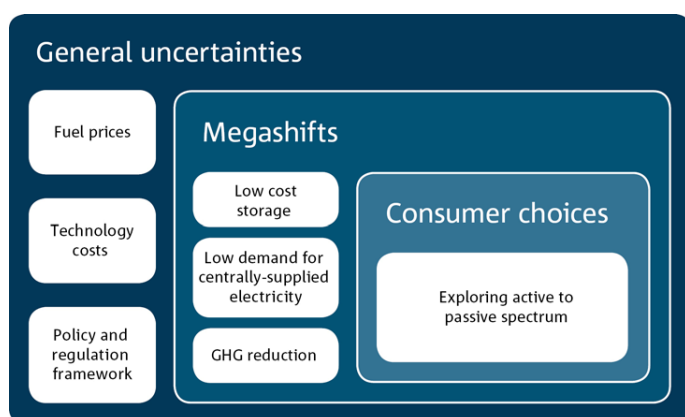 General uncertainties
Fuel prices
Technology
costs
Policy and
regulation
framework
Megashifts
Low cost
storage
Low demand for
centrally-supplied
electricity
GHG reduction
Consumer choices
Exploring active to
passive spectrum